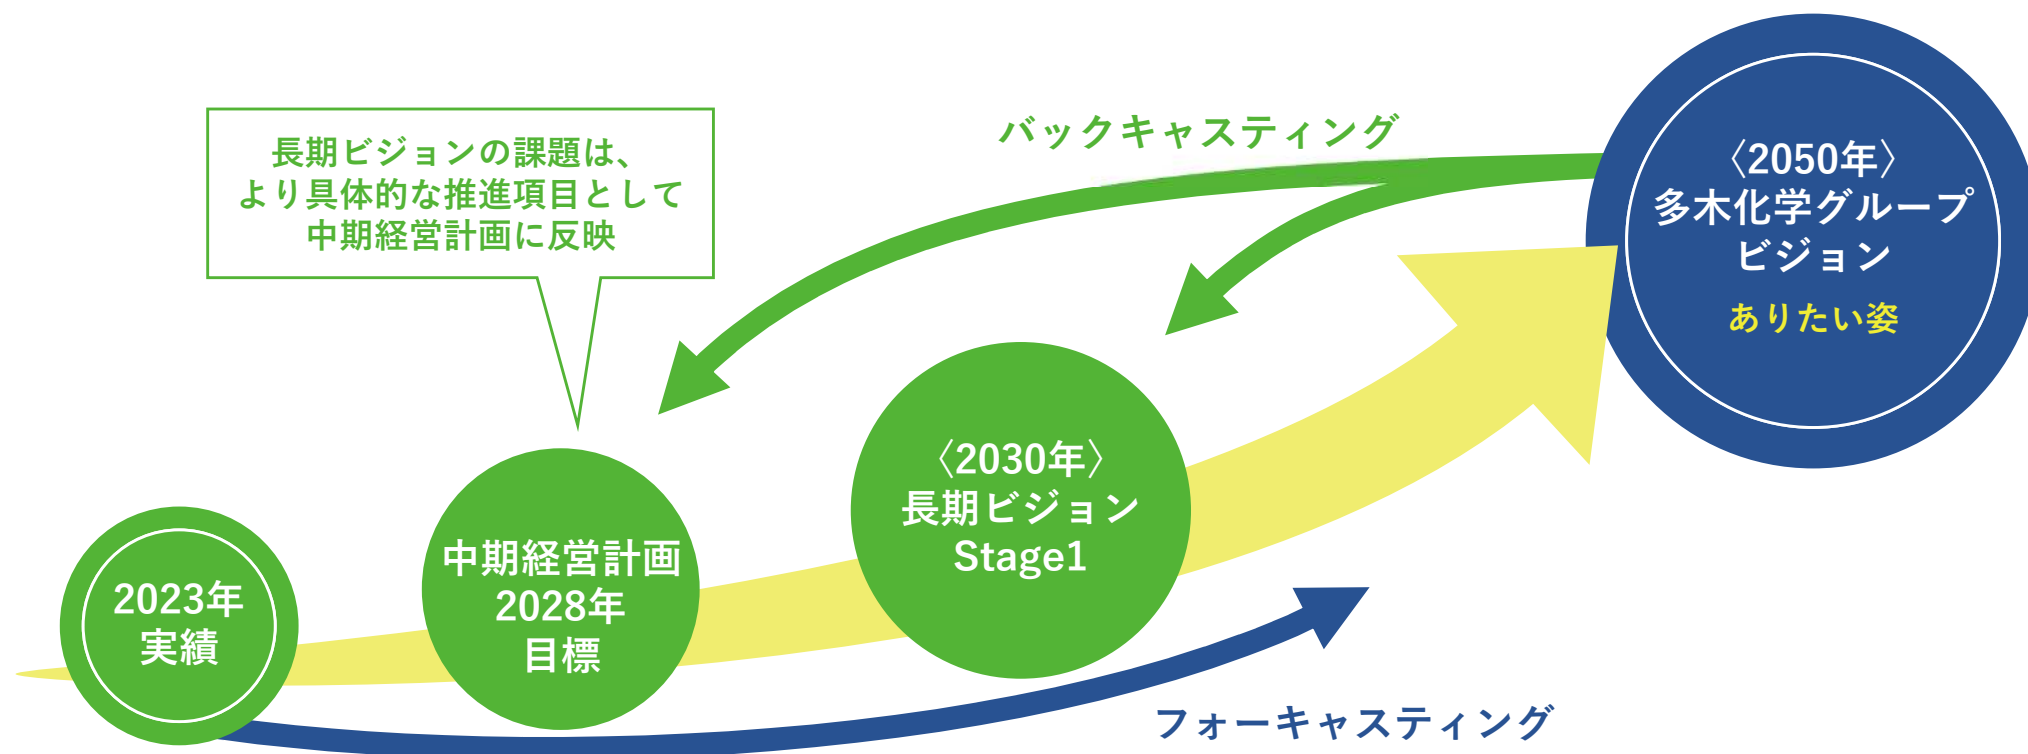 長期ビジョンの課題は、
より具体的な推進項目として
中期経営計画に反映
バックキャスティング
〈2050年〉
多木化学グループ
ビジョン
ありたい姿
〈2030年〉
長期ビジョン
Stage1
中期経営計画
2028年
目標
2023年
実績
フォーキャスティング